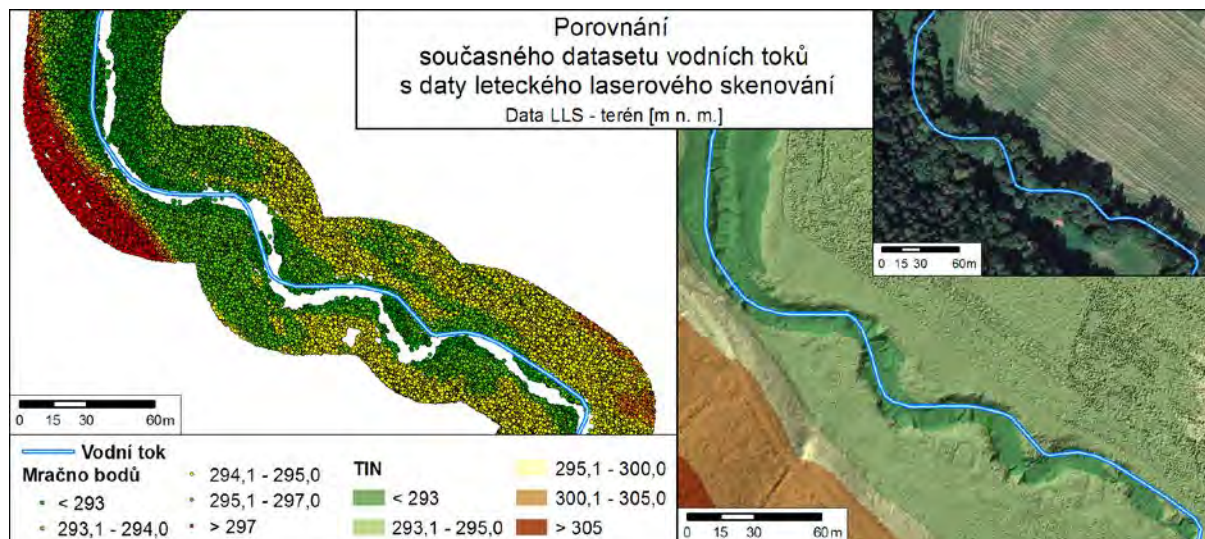 Porovnání
současného datasetu vodních toků
s daty leteckého laserového skenování
Data LLS - terén [m n. m.]
0 15 30 60m
0 15 30 60m
Vodní tok
Mračno bodů
< 293
293,1 - 294,0
294,1 - 295,0
295,1 - 297,0
> 297
TIN
< 293
293,1 - 295,0
295,1 - 300,0
300,1 - 305,0
> 305
0 15 30 60m